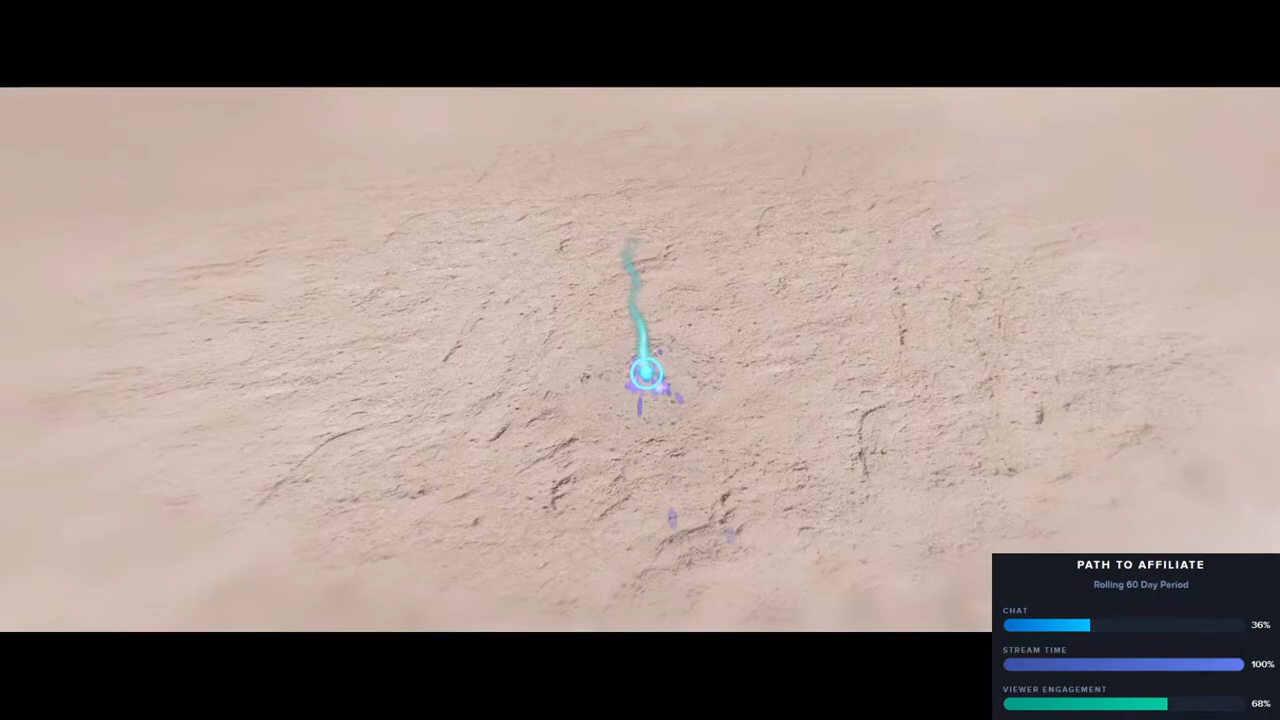 PATH TO AFFILIATE
Rolling 60 Day Period
CHAT
36%
STREAM TIME
100%
VIEWER ENGAGEMENT
68%